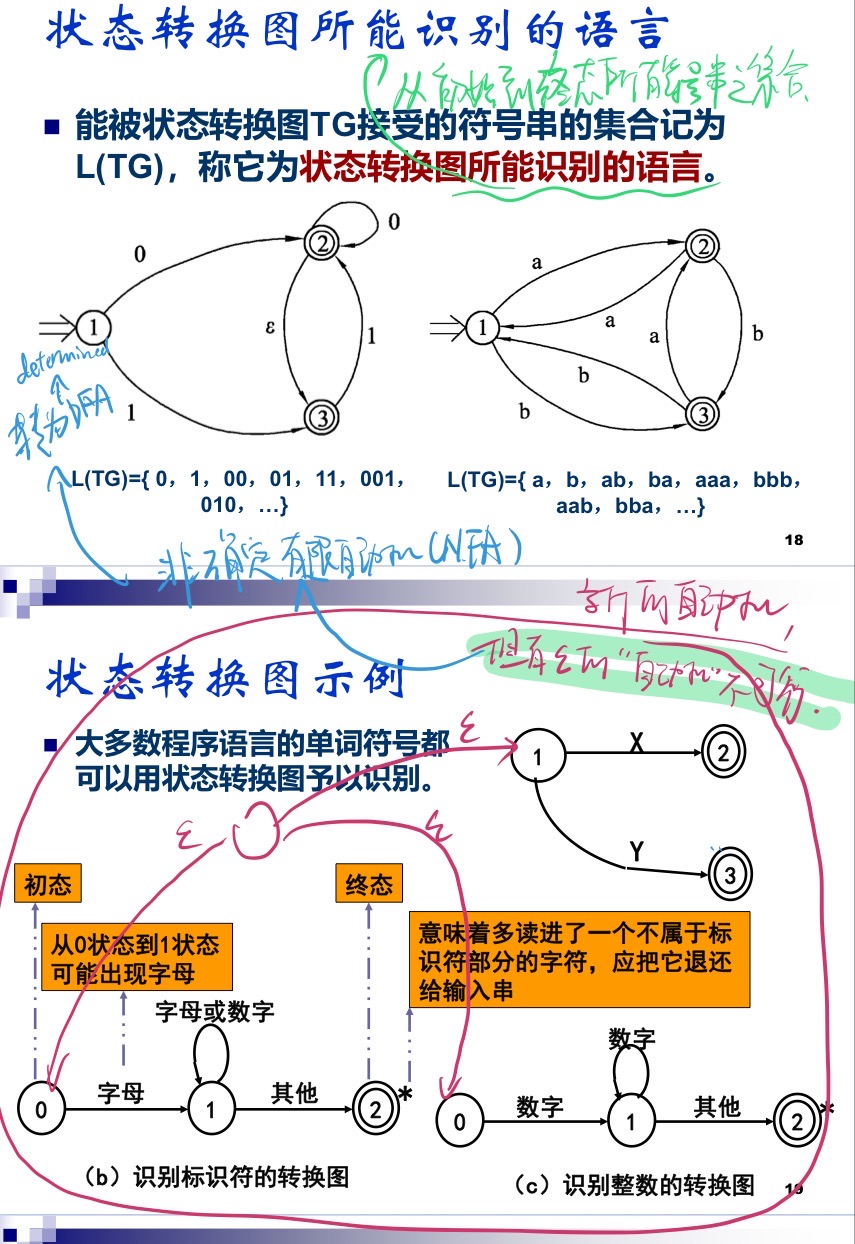 状态转换图所能识别的语言
从初始到终态所有符号串之综合
■ 能被状态转换图TG接受的符号串的集合记为
L(TG)，称它为状态转换图所能识别的语言。
0
2
0
1
ε
1
1
3
a
2
1
a
a
b
b
b
3
determined
转为DFA
L(TG)={ 0，1，00，01，11，001，
010，…}
L(TG)={ a，b，ab，ba，aaa，bbb，
aab，bba，…}
18
非确定有限自动机(NFA)
新的自动机，
但有ε的“自动机”不可算.
状态转换图示例
■ 大多数程序语言的单词符号都
可以用状态转换图予以识别。
ε
ε
ε
1
X
2
Y
3
初态
终态
从0状态到1状态
可能出现字母
意味着多读进了一个不属于标
识符部分的字符，应把它退还
给输入串
字母或数字
0
字母
1
其他
2
*
数字
0
数字
1
其他
2
*
（b）识别标识符的转换图
（c）识别整数的转换图
19